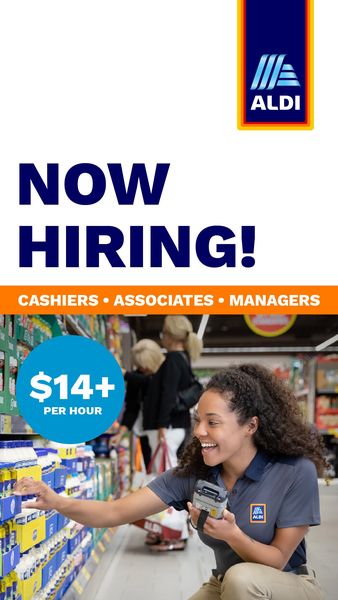 ALDI
NOW
HIRING!
CASHIERS • ASSOCIATES • MANAGERS
$14+
PER HOUR
ALDI